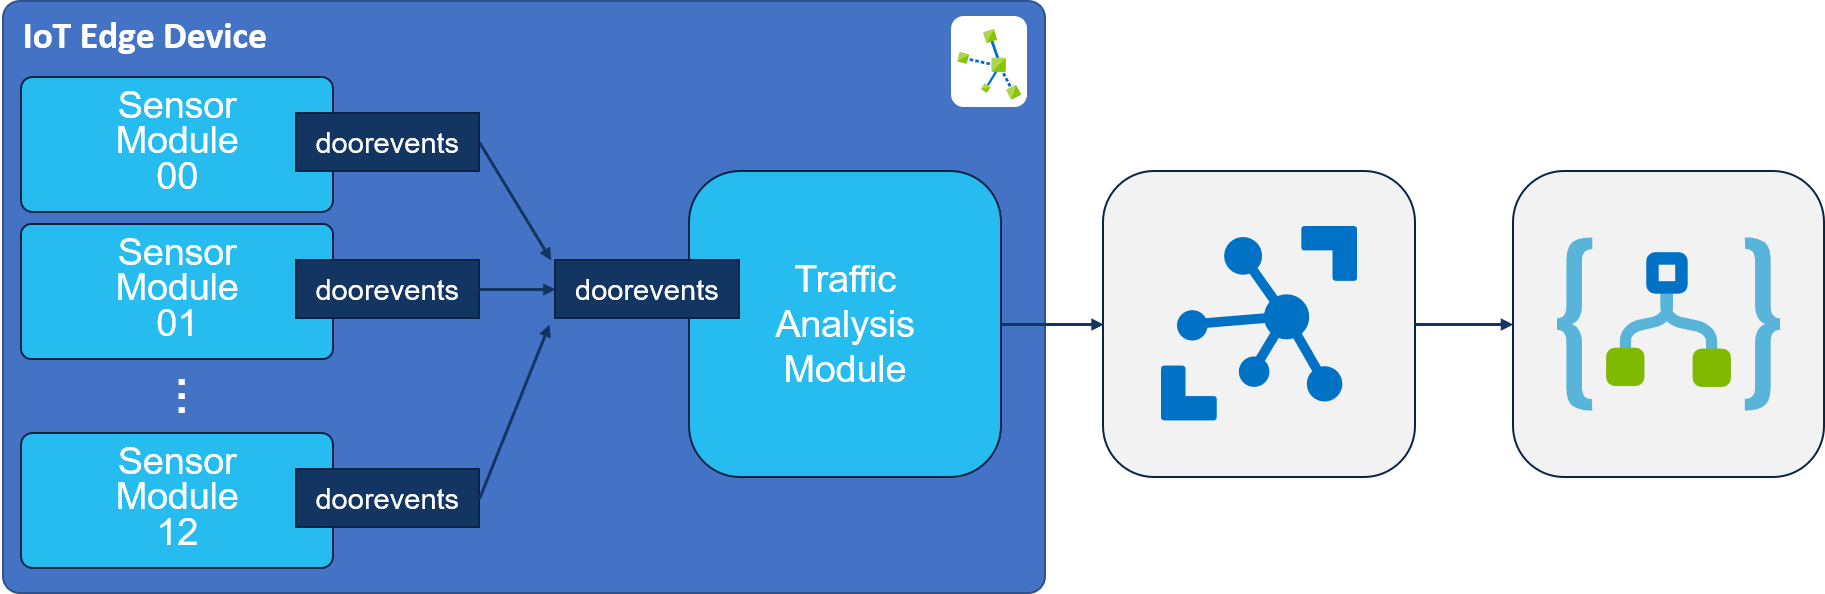 IoT Edge Device
Sensor
Module
00
doorevents
Sensor
Module
01
doorevents
doorevents
Traffic
Analysis
Module
Sensor
Module
12
doorevents